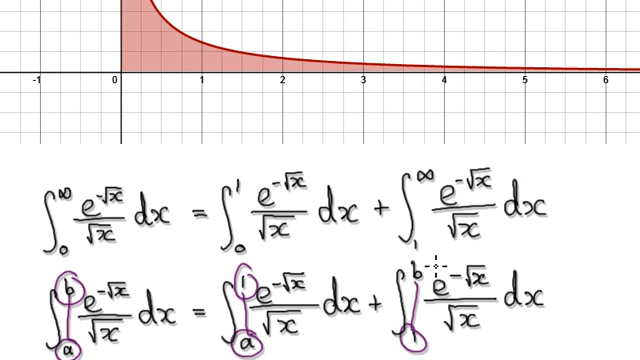 -1 0 1 2 3 4 5 6
∫₀^∞ e^(-√x)/√x dx = ∫₀^1 e^(-√x)/√x dx + ∫₁^∞ e^(-√x)/√x dx
∫ₐ^b e^(-√x)/√x dx = ∫ₐ^1 e^(-√x)/√x dx + ∫₁^b e^(-√x)/√x dx